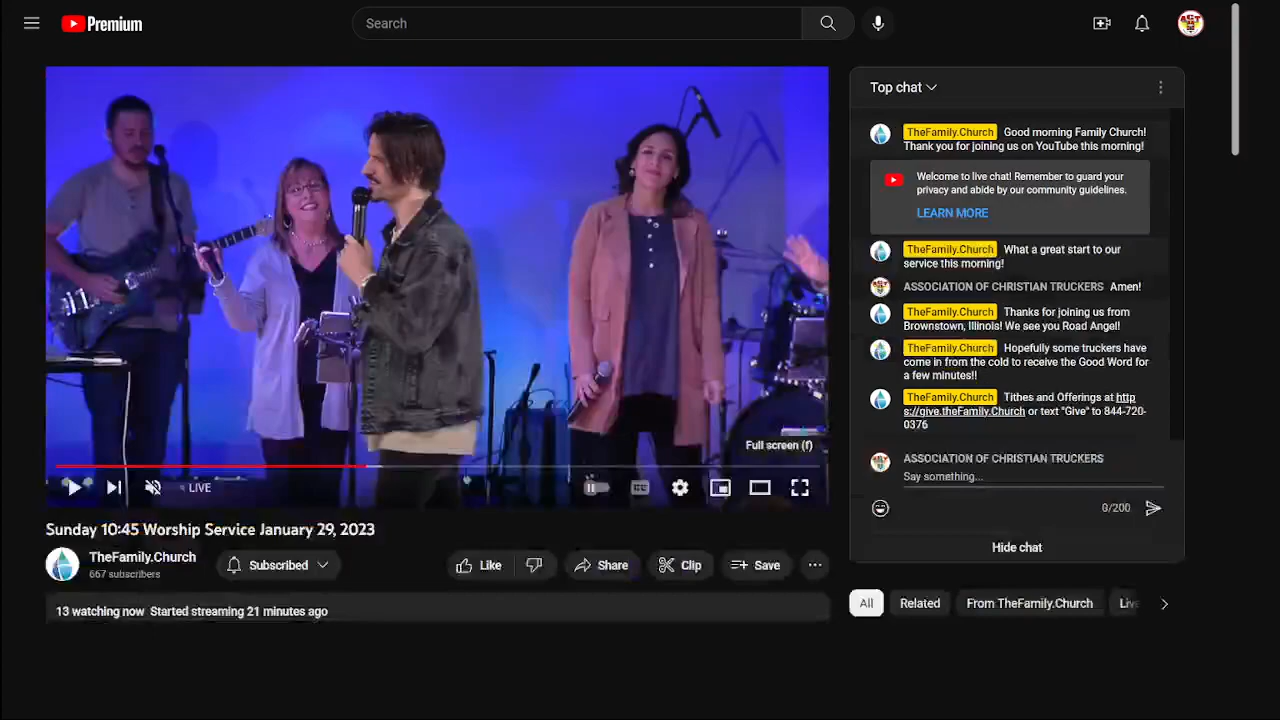 Premium
Search
Top chat
TheFamily.Church Good morning Family Church!
Thank you for joining us on YouTube this morning!
Welcome to live chat! Remember to guard your
privacy and abide by our community guidelines.
LEARN MORE
TheFamily.Church What a great start to our
service this morning!
ASSOCIATION OF CHRISTIAN TRUCKERS Amen!
TheFamily.Church Thanks for joining us from
Brownstown, Illinois! We see you Road Angel!
TheFamily.Church Hopefully some truckers have
come in from the cold to receive the Good Word for
a few minutes!!
TheFamily.Church Tithes and Offerings at http
s://give.theFamily.Church or text "Give" to 844-720-
0376
ASSOCIATION OF CHRISTIAN TRUCKERS
Say something...
0/200
Hide chat
Full screen (f)
LIVE
Sunday 10:45 Worship Service January 29, 2023
TheFamily.Church
667 subscribers
Subscribed
Like
Share
Clip
Save
13 watching now Started streaming 21 minutes ago
All
Related
From TheFamily.Church
Live